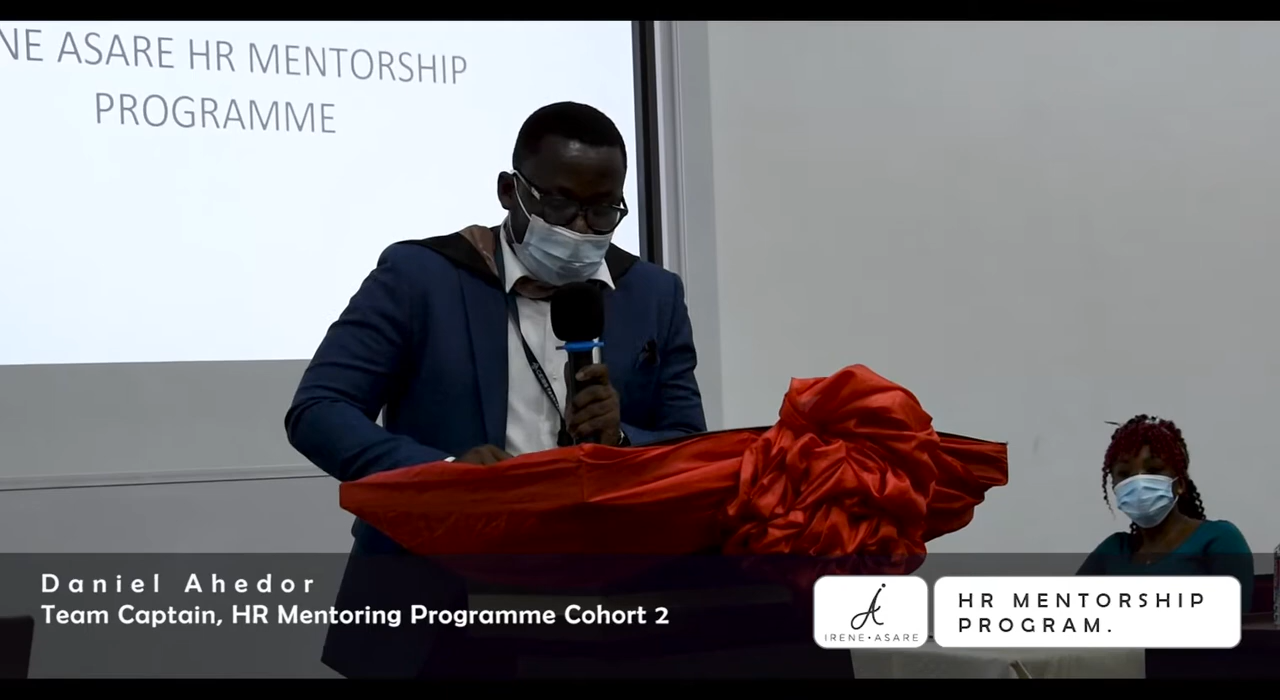 NE ASARE HR MENTORSHIP
PROGRAMME
Daniel Ahedor
Team Captain, HR Mentoring Programme Cohort 2
IRENE•ASARE
HR MENTORSHIP
PROGRAM.